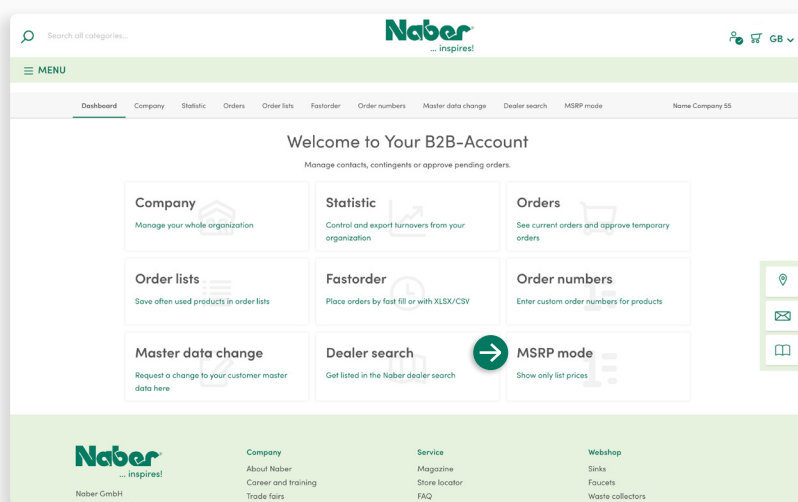 Search all categories...
Naber
... inspires!
GB
MENU
Dashboard Company Statistic Orders Order lists Fastorder Order numbers Master data change Dealer search MSRP mode Name Company 55
Welcome to Your B2B-Account
Manage contacts, contingents or approve pending orders.
Company
Manage your whole organization
Statistic
Control and export turnovers from your
organization
Orders
See current orders and approve temporary
orders
Order lists
Save often used products in order lists
Fastorder
Place orders by fast fill or with XLSX/CSV
Order numbers
Enter custom order numbers for products
Master data change
Request a change to your customer master
data here
Dealer search
Get listed in the Naber dealer search
MSRP mode
Show only list prices
Naber
... inspires!
Naber GmbH
Company
About Naber
Career and training
Trade fairs
Service
Magazine
Store locator
FAQ
Webshop
Sinks
Faucets
Waste collectors